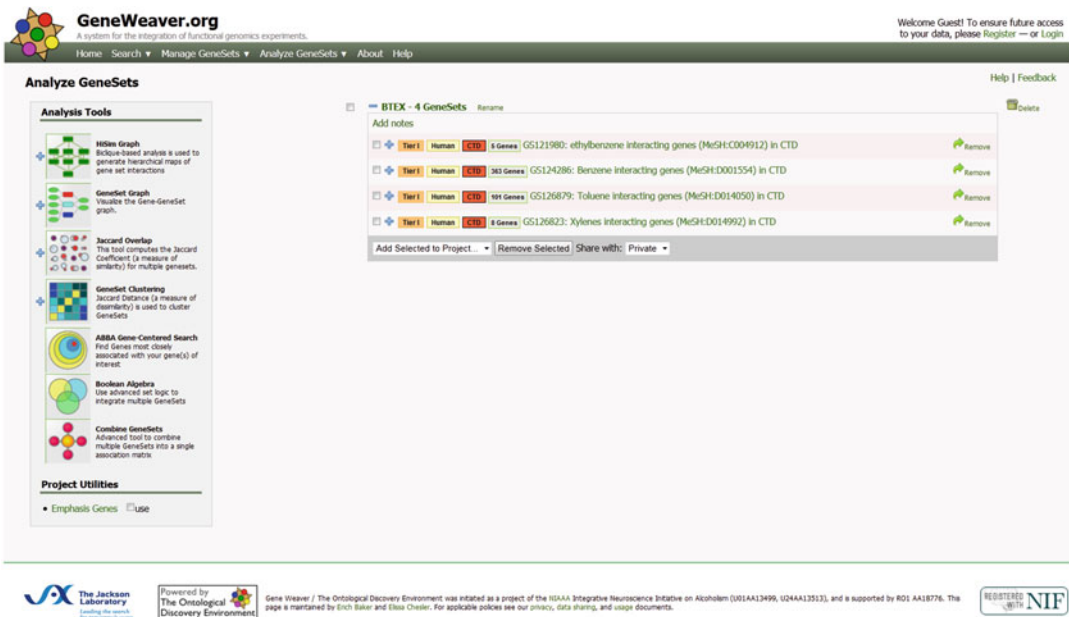 GeneWeaver.org
A system for the integration of functional genomics experiments.
Welcome Guest! To ensure future access
to your data, please Register — or Login
Home Search ▼ Manage GeneSets ▼ Analyze GeneSets ▼ About Help
Analyze GeneSets
Help | Feedback
Analysis Tools
HiSim Graph
Biclique-based analysis is used to
generate hierarchical maps of
gene set interactions
GeneSet Graph
Visualize the Gene-GeneSet
graph.
Jaccard Overlap
This tool computes the Jaccard
Coefficient (a measure of
similarity) for multiple genesets.
GeneSet Clustering
Jaccard Distance (a measure of
dissimilarity) is used to cluster
GeneSets
ABBA Gene-Centered Search
Find Genes most closely
associated with your gene(s) of
interest
Boolean Algebra
Use advanced set logic to
integrate multiple GeneSets
Combine GeneSets
Advanced tool to combine
multiple GeneSets into a single
association matrix
Project Utilities
• Emphasis Genes use
BTEX - 4 GeneSets Rename
Delete
Add notes
Tier I Human CTD 5 Genes GS121980: ethylbenzene interacting genes (MeSH:C004912) in CTD Remove
Tier I Human CTD 363 Genes GS124286: Benzene interacting genes (MeSH:D001554) in CTD Remove
Tier I Human CTD 101 Genes GS126879: Toluene interacting genes (MeSH:D014050) in CTD Remove
Tier I Human CTD 8 Genes GS126823: Xylenes interacting genes (MeSH:D014992) in CTD Remove
Add Selected to Project... Remove Selected Share with: Private
The Jackson
Laboratory
Leading the search
Powered by
The Ontological
Discovery Environment
Gene Weaver / The Ontological Discovery Environment was initiated as a project of the NIAAA Integrative Neuroscience Initiative on Alcoholism (U01AA13499, U24AA13513), and is supported by RO1 AA18776. This
page is maintained by Erich Baker and Elissa Chesler. For applicable policies see our privacy, data sharing, and usage documents.
REGISTERED
WITH NIF